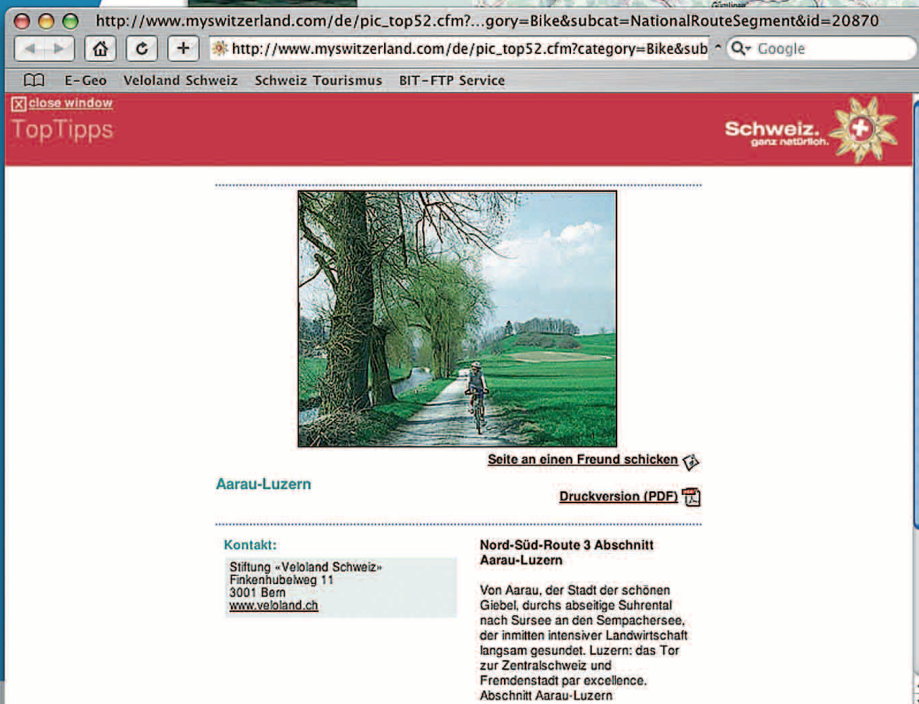 http://www.myswitzerland.com/de/pic_top52.cfm?...gory=Bike&subcat=NationalRouteSegment&id=20870
http://www.myswitzerland.com/de/pic_top52.cfm?category=Bike&sub
Google
E-Geo Veloland Schweiz Schweiz Tourismus BIT-FTP Service
X close window
TopTipps
Schweiz.
ganz natürlich.
Seite an einen Freund schicken
Aarau-Luzern
Druckversion (PDF)
Kontakt:
Stiftung «Veloland Schweiz»
Finkenhubelweg 11
3001 Bern
www.veloland.ch
Nord-Süd-Route 3 Abschnitt
Aarau-Luzern
Von Aarau, der Stadt der schönen
Giebel, durchs abseitige Suhrental
nach Sursee an den Sempachersee,
der inmitten intensiver Landwirtschaft
langsam gesundet. Luzern: das Tor
zur Zentralschweiz und
Fremdenstadt par excellence.
Abschnitt Aarau-Luzern